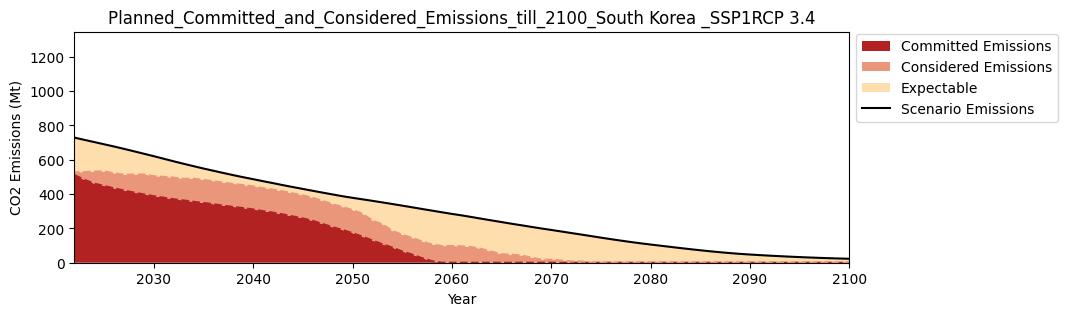 Planned_Committed_and_Considered_Emissions_till_2100_South Korea _SSP1RCP 3.4
1200
1000
800
600
400
200
0
CO2 Emissions (Mt)
2030 2040 2050 2060 2070 2080 2090 2100
Year
Committed Emissions
Considered Emissions
Expectable
Scenario Emissions